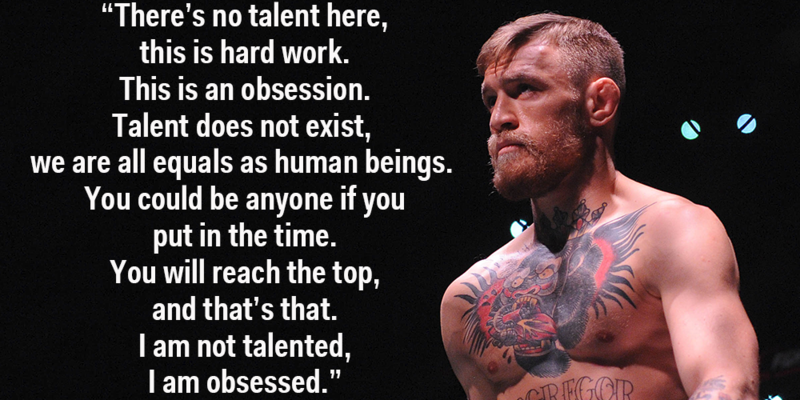 “There’s no talent here,
this is hard work.
This is an obsession.
Talent does not exist,
we are all equals as human beings.
You could be anyone if you
put in the time.
You will reach the top,
and that’s that.
I am not talented,
I am obsessed.”
GREGOR